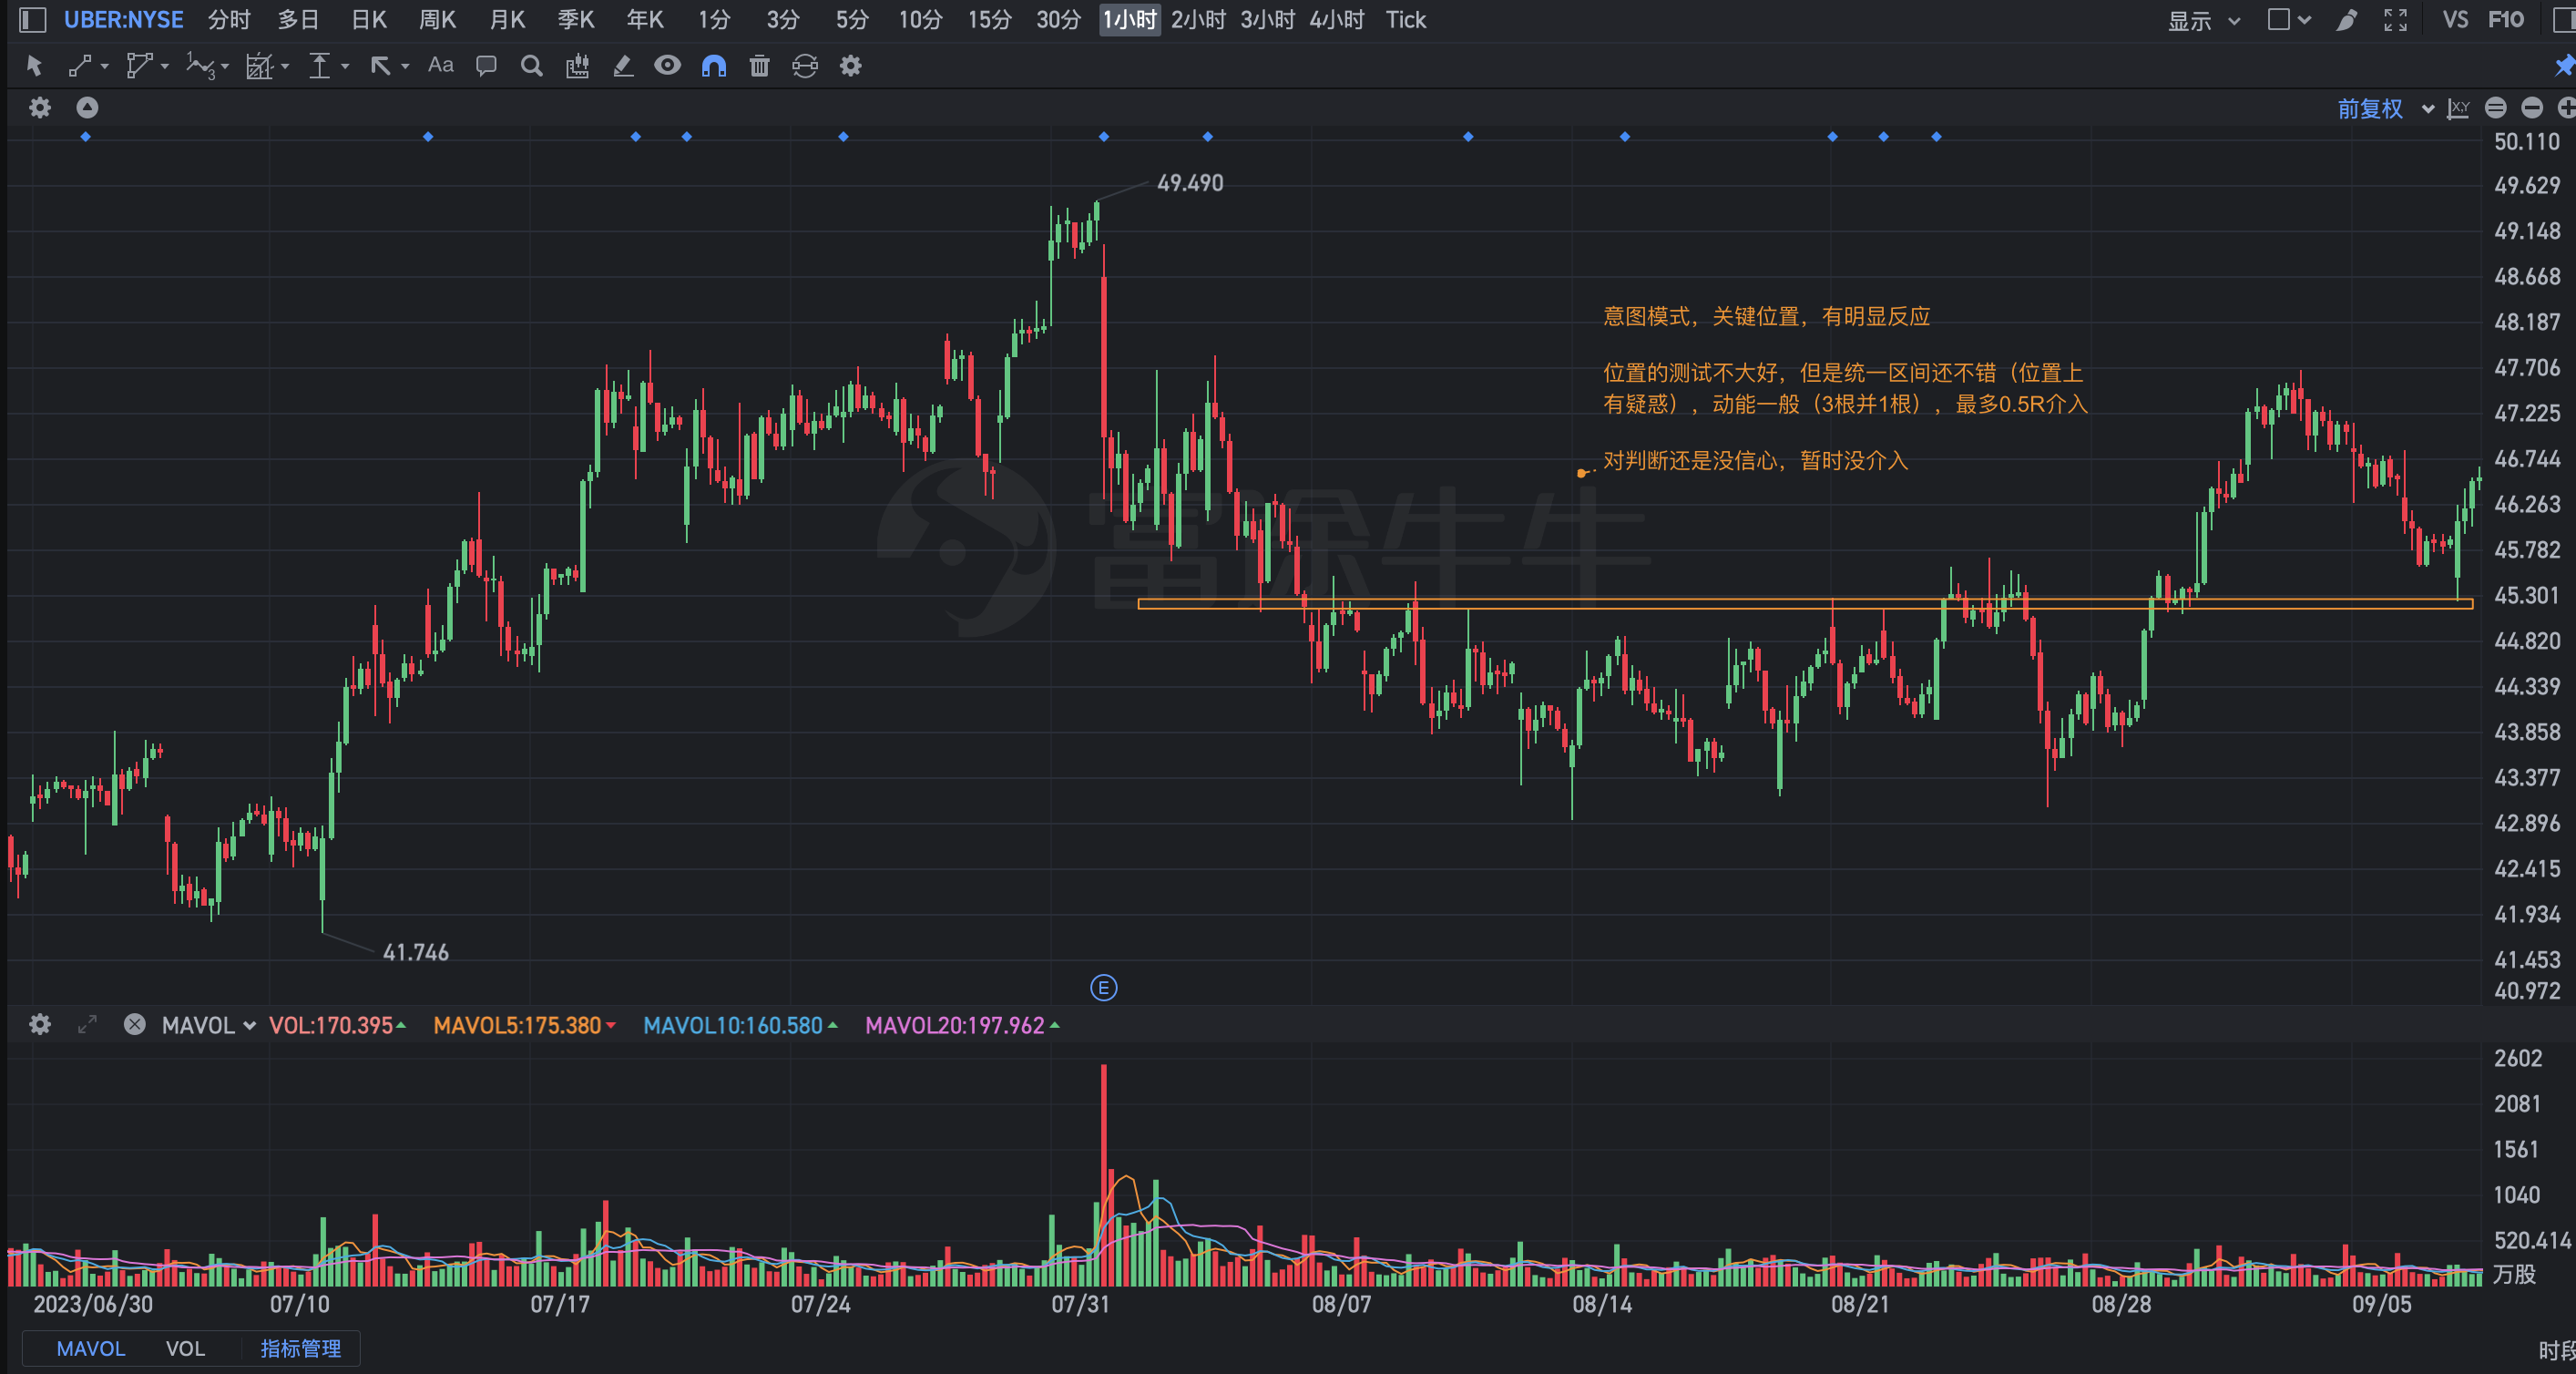 UBER:NYSE 分时 多日 日K 周K 月K 季K 年K 1分 3分 5分 10分 15分 30分 1小时 2小时 3小时 4小时 Tick 显示 VS F10
Aa
前复权 X,Y
50.110
49.629
49.148
48.668
48.187
47.706
47.225
46.744
46.263
45.782
45.301
44.820
44.339
43.858
43.377
42.896
42.415
41.934
41.453
40.972
49.490
意图模式，关键位置，有明显反应
位置的测试不大好，但是统一区间还不错（位置上
有疑惑），动能一般（3根并1根），最多0.5R介入
对判断还是没信心，暂时没介入
富途牛牛
41.746
E
MAVOL VOL:170.395 MAVOL5:175.380 MAVOL10:160.580 MAVOL20:197.962
2602
2081
1561
1040
520.414
万股
2023/06/30 07/10 07/17 07/24 07/31 08/07 08/14 08/21 08/28 09/05
MAVOL VOL 指标管理
时段